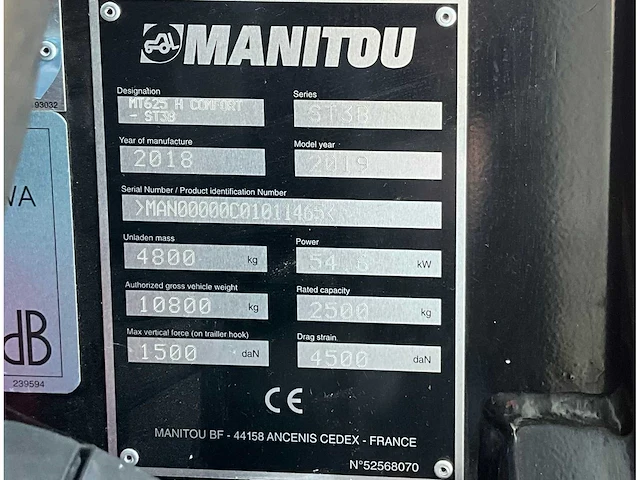 MANITOU
Designation
MT625 H COMFORT
- ST3B
Series
ST3B
Year of manufacture
2018
Model year
2019
Serial Number / Product identification Number
>MAN00000C01011465<
Unladen mass
4800 kg
Power
54 kW
Authorized gross vehicle weight
10800 kg
Rated capacity
2500 kg
Max vertical force (on trailler hook)
1500 daN
Drag strain
4500 daN
CE
MANITOU BF - 44158 ANCENIS CEDEX - FRANCE
N°52568070
93032
WA
dB
239594